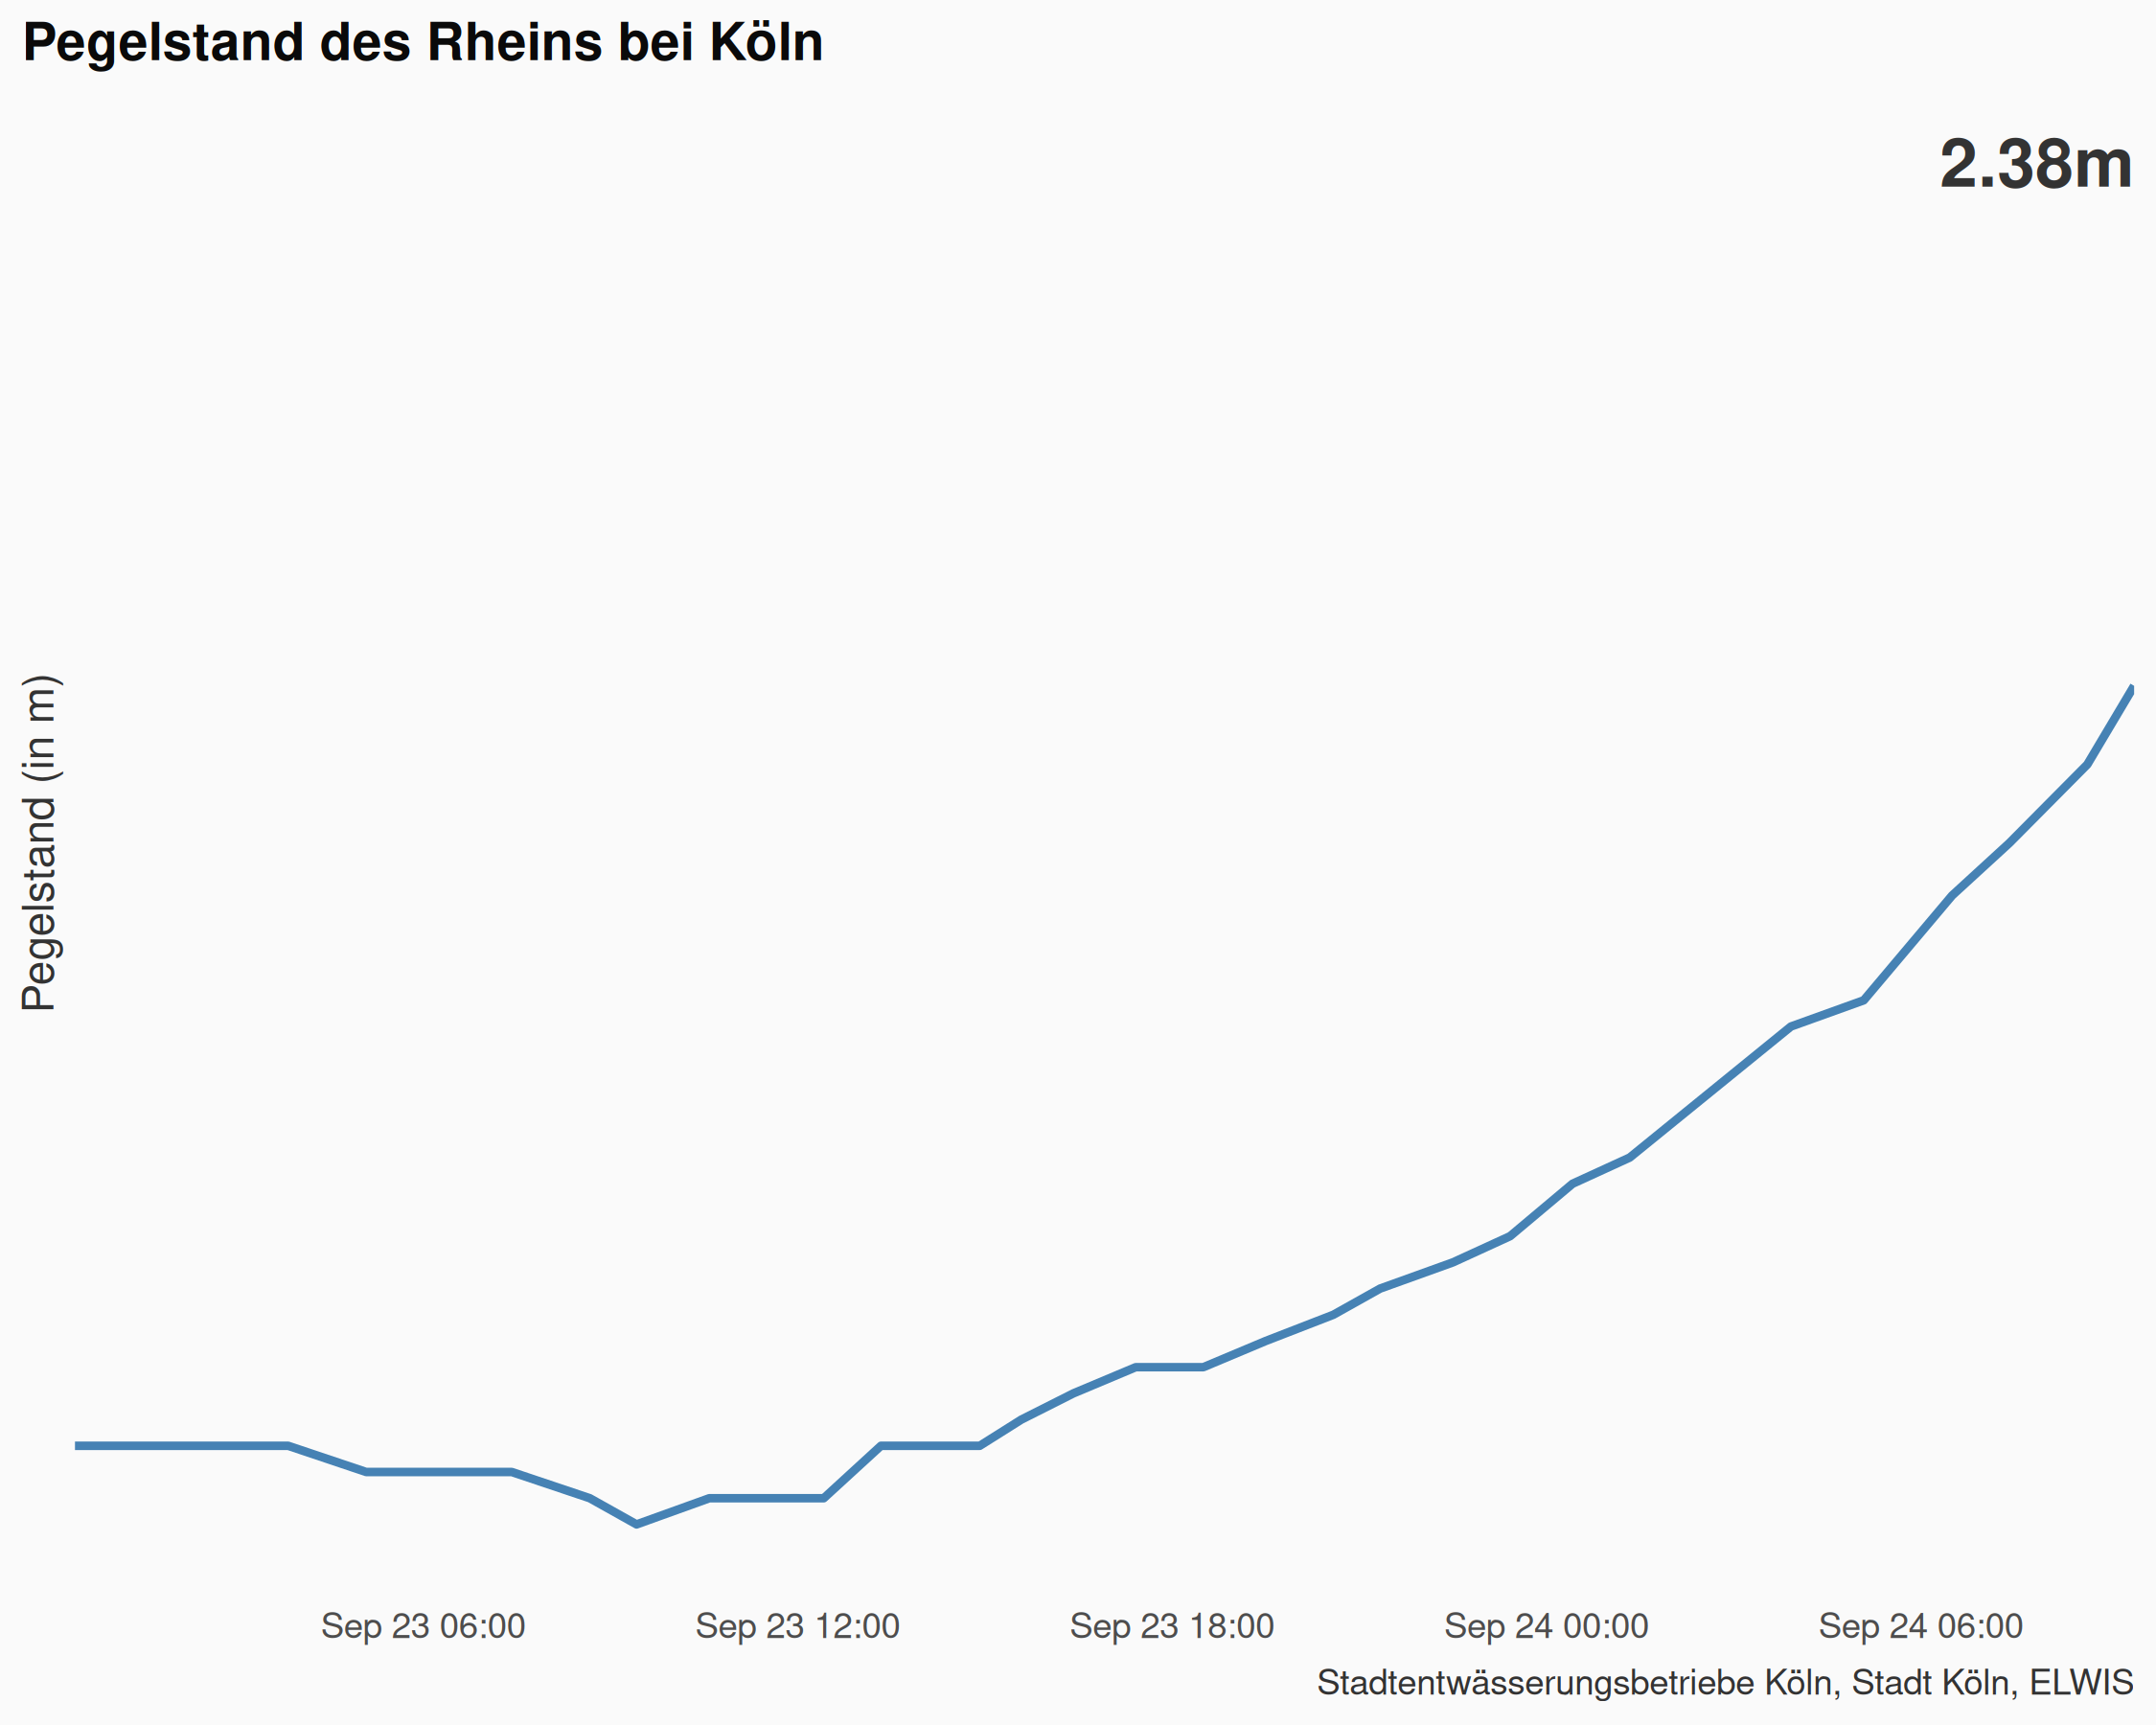 Pegelstand des Rheins bei Köln
2.38m
Pegelstand (in m)
Sep 23 06:00
Sep 23 12:00
Sep 23 18:00
Sep 24 00:00
Sep 24 06:00
Stadtentwässerungsbetriebe Köln, Stadt Köln, ELWIS